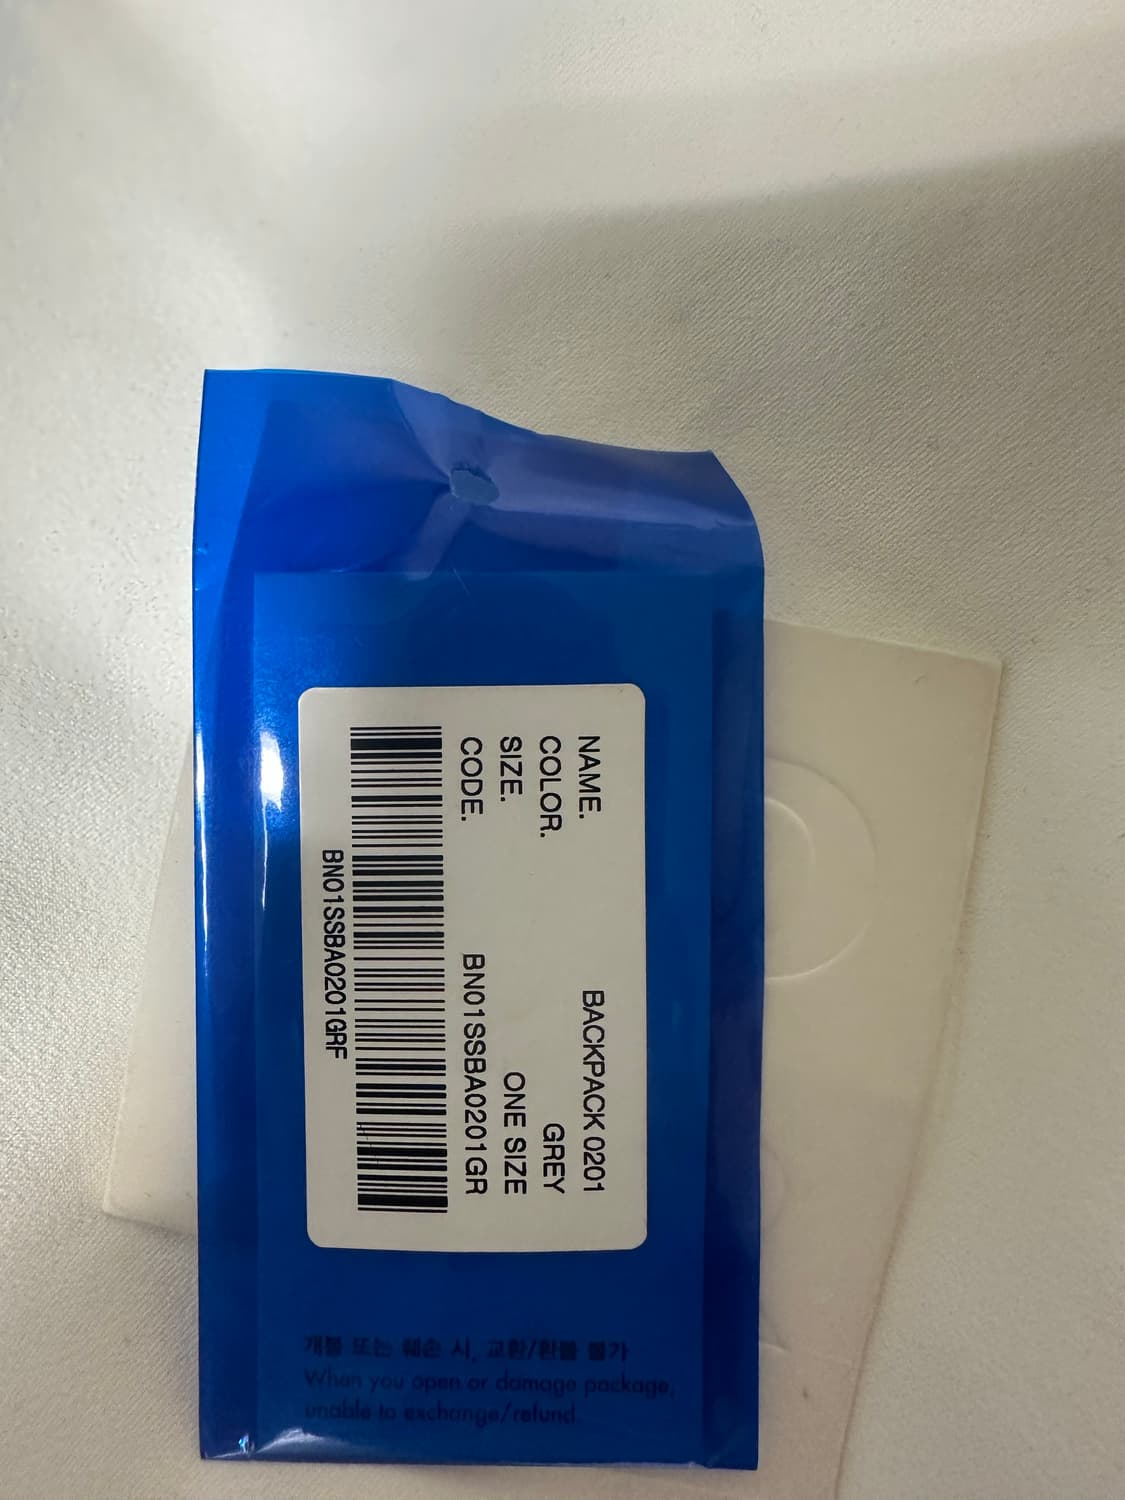 NAME. BACKPACK 0201
COLOR. GREY
SIZE. ONE SIZE
CODE. BN01SSBA0201GR
BN01SSBA0201GRF
개봉 또는 훼손 시, 교환/환불 불가
When you open or damage package,
unable to exchange/refund